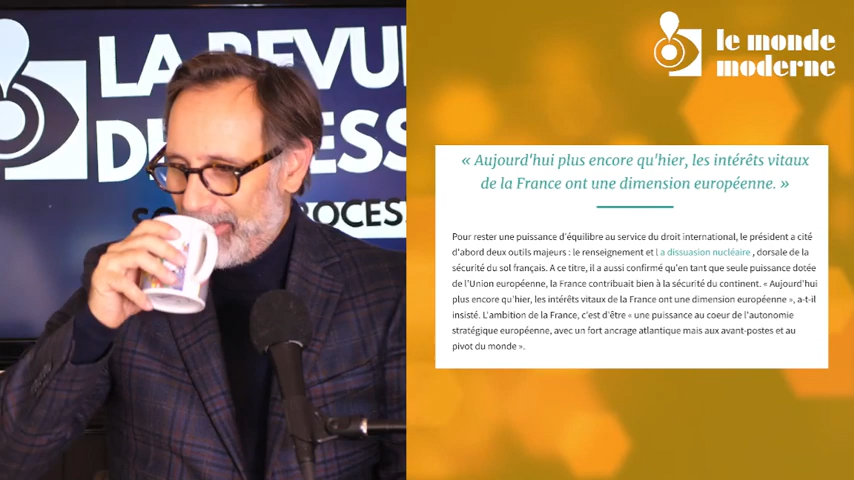 LA REVUE
DE
ESS
le monde
moderne
« Aujourd'hui plus encore qu'hier, les intérêts vitaux
de la France ont une dimension européenne. »
Pour rester une puissance d'équilibre au service du droit international, le président a cité
d'abord deux outils majeurs : le renseignement et l a dissuasion nucléaire , dorsale de la
sécurité du sol français. A ce titre, il a aussi confirmé qu'en tant que seule puissance dotée
de l'Union européenne, la France contribuait bien à la sécurité du continent. « Aujourd'hui
plus encore qu'hier, les intérêts vitaux de la France ont une dimension européenne », a-t-il
insisté. L'ambition de la France, c'est d'être « une puissance au coeur de l'autonomie
stratégique européenne, avec un fort ancrage atlantique mais aux avant-postes et au
pivot du monde ».